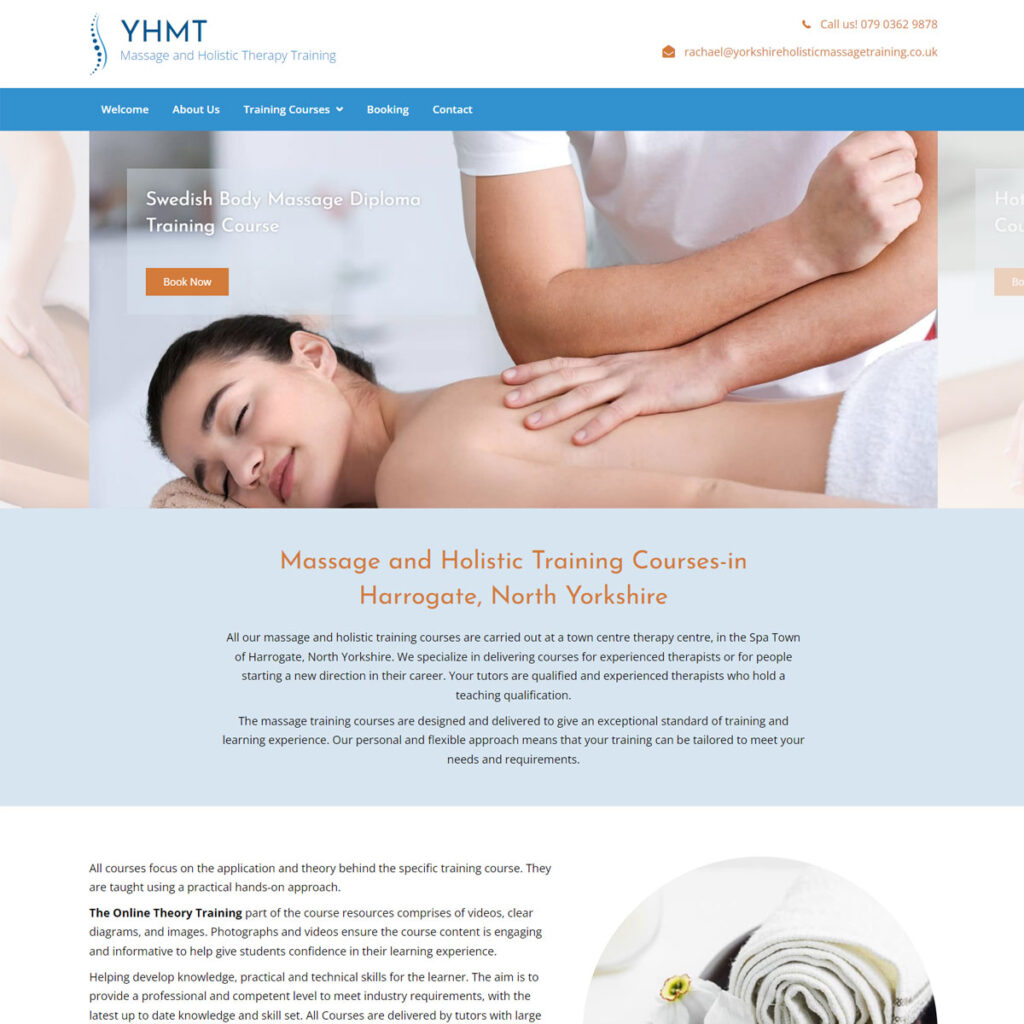 YHMT
Massage and Holistic Therapy Training
Call us! 079 0362 9878
rachael@yorkshireholisticmassagetraining.co.uk
Welcome About Us Training Courses Booking Contact
Swedish Body Massage Diploma
Training Course
Book Now
Massage and Holistic Training Courses-in
Harrogate, North Yorkshire
All our massage and holistic training courses are carried out at a town centre therapy centre, in the Spa Town
of Harrogate, North Yorkshire. We specialize in delivering courses for experienced therapists or for people
starting a new direction in their career. Your tutors are qualified and experienced therapists who hold a
teaching qualification.
The massage training courses are designed and delivered to give an exceptional standard of training and
learning experience. Our personal and flexible approach means that your training can be tailored to meet your
needs and requirements.
All courses focus on the application and theory behind the specific training course. They
are taught using a practical hands-on approach.
The Online Theory Training part of the course resources comprises of videos, clear
diagrams, and images. Photographs and videos ensure the course content is engaging
and informative to help give students confidence in their learning experience.
Helping develop knowledge, practical and technical skills for the learner. The aim is to
provide a professional and competent level to meet industry requirements, with the
latest up to date knowledge and skill set. All Courses are delivered by tutors with large